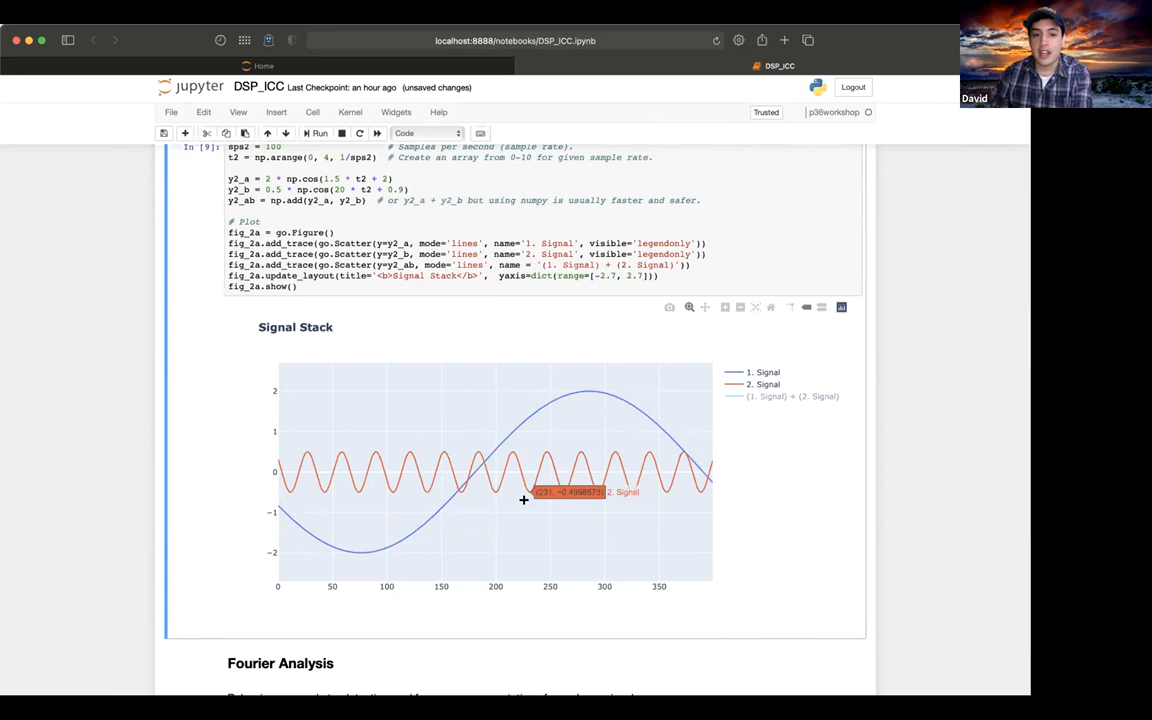 localhost:8888/notebooks/DSP_ICC.ipynb
Home
DSP_ICC
David
jupyter DSP_ICC Last Checkpoint: an hour ago (unsaved changes)
Logout
File Edit View Insert Cell Kernel Widgets Help
Trusted
p36workshop
Run
Code
In [9]:
sps2 = 100 # Samples per second (sample rate).
t2 = np.arange(0, 4, 1/sps2) # Create an array from 0-10 for given sample rate.
y2_a = 2 * np.cos(1.5 * t2 + 2)
y2_b = 0.5 * np.cos(20 * t2 + 0.9)
y2_ab = np.add(y2_a, y2_b) # or y2_a + y2_b but using numpy is usually faster and safer.
# Plot
fig_2a = go.Figure()
fig_2a.add_trace(go.Scatter(y=y2_a, mode='lines', name='1. Signal', visible='legendonly'))
fig_2a.add_trace(go.Scatter(y=y2_b, mode='lines', name='2. Signal', visible='legendonly'))
fig_2a.add_trace(go.Scatter(y=y2_ab, mode='lines', name = '(1. Signal) + (2. Signal)'))
fig_2a.update_layout(title='<b>Signal Stack</b>', yaxis=dict(range=[-2.7, 2.7]))
fig_2a.show()
Signal Stack
1. Signal
2. Signal
(1. Signal) + (2. Signal)
2
1
0
−1
−2
(231, −0.4998573) 2. Signal
0 50 100 150 200 250 300 350
Fourier Analysis